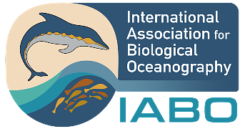 International
Association for
Biological
Oceanography
IABO